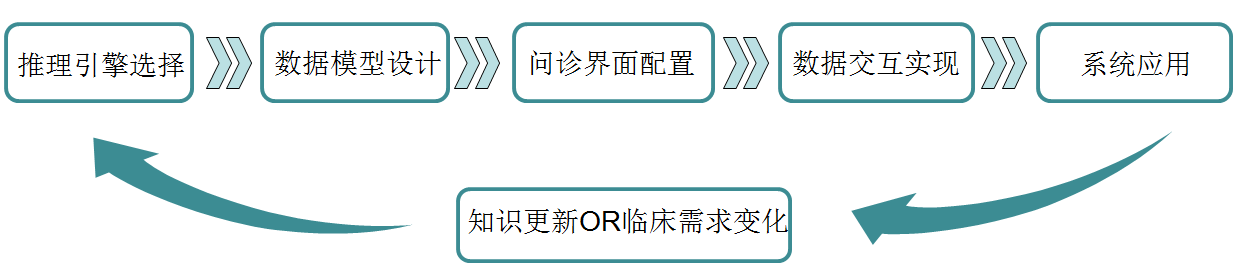 推理引擎选择
数据模型设计
问诊界面配置
数据交互实现
系统应用
知识更新OR临床需求变化